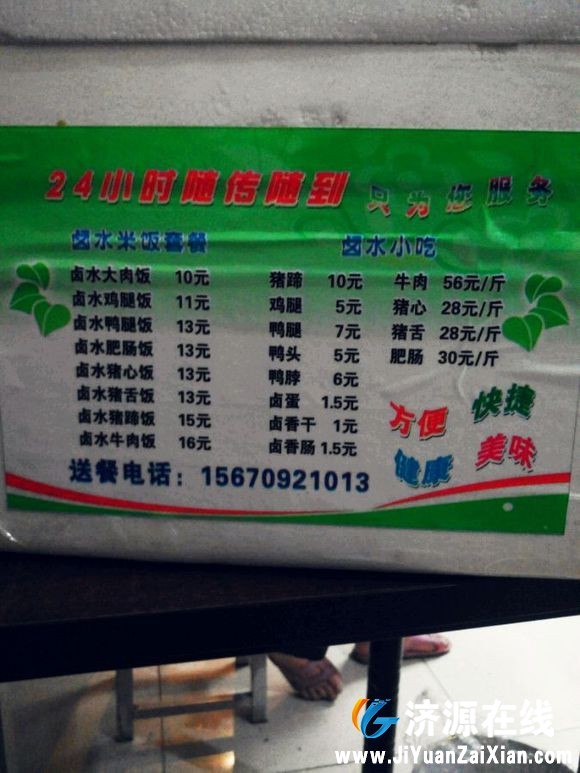 24小时随传随到 只为您服务
卤水米饭套餐
卤水大肉饭 10元
卤水鸡腿饭 11元
卤水鸭腿饭 13元
卤水肥肠饭 13元
卤水猪心饭 13元
卤水猪舌饭 13元
卤水猪蹄饭 15元
卤水牛肉饭 16元
卤水小吃
猪蹄 10元
鸡腿 5元
鸭腿 7元
鸭头 5元
鸭脖 6元
卤蛋 1.5元
卤香干 1元
卤香肠 1.5元
牛肉 56元/斤
猪心 28元/斤
猪舌 28元/斤
肥肠 30元/斤
方便 快捷
健康 美味
送餐电话：15670921013
济源在线
www.JiYuanZaiXian.com